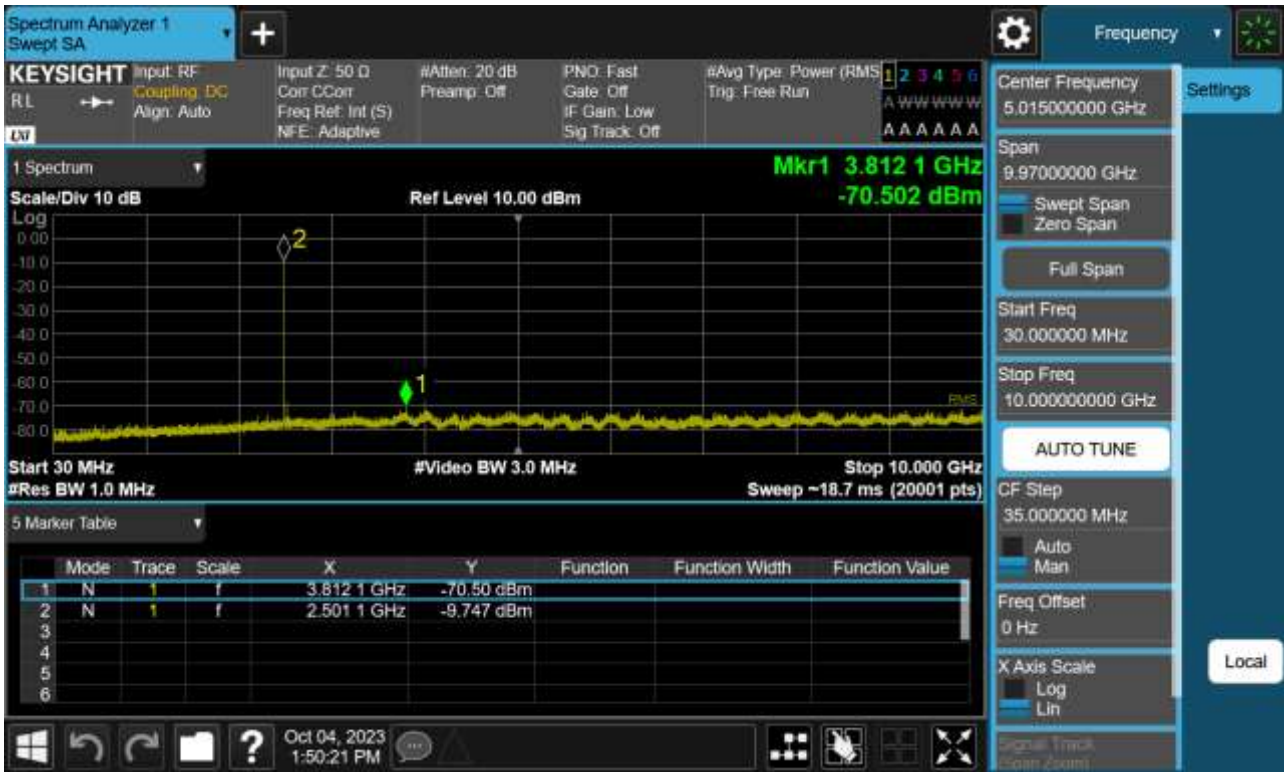 Spectrum Analyzer 1
Swept SA
Frequency
KEYSIGHT
RL
LXI
Input: RF
Coupling: DC
Align: Auto
Input Z: 50 Ω
Corr CCorr
Freq Ref: Int (S)
NFE: Adaptive
#Atten: 20 dB
Preamp: Off
PNO: Fast
Gate: Off
IF Gain: Low
Sig Track: Off
#Avg Type: Power (RMS
Trig: Free Run
1 2 3 4 5 6
A W W W W W
A A A A A A
1 Spectrum
Mkr1 3.812 1 GHz
Scale/Div 10 dB
Ref Level 10.00 dBm
-70.502 dBm
Log
0.00
-10.0
-20.0
-30.0
-40.0
-50.0
-60.0
-70.0
-80.0
2
1
RMS
Start 30 MHz
#Video BW 3.0 MHz
Stop 10.000 GHz
#Res BW 1.0 MHz
Sweep ~18.7 ms (20001 pts)
5 Marker Table
Mode Trace Scale X Y Function Function Width Function Value
1 N 1 f 3.812 1 GHz -70.50 dBm
2 N 1 f 2.501 1 GHz -9.747 dBm
3
4
5
6
Oct 04, 2023
1:50:21 PM
Center Frequency
5.015000000 GHz
Span
9.97000000 GHz
Swept Span
Zero Span
Full Span
Start Freq
30.000000 MHz
Stop Freq
10.000000000 GHz
AUTO TUNE
CF Step
35.000000 MHz
Auto
Man
Freq Offset
0 Hz
X Axis Scale
Log
Lin
Signal Track
(Span Zoom)
Settings
Local